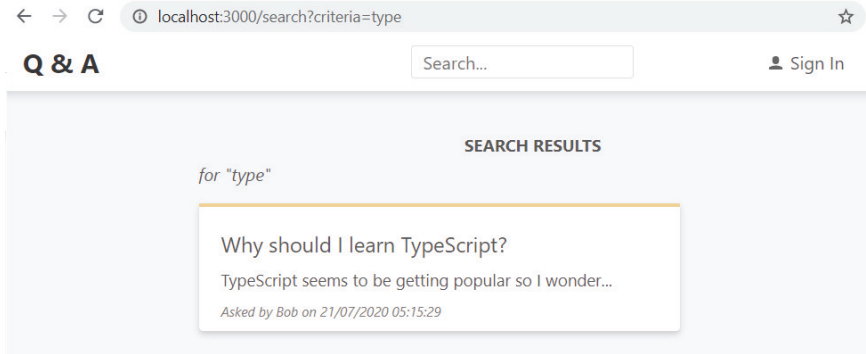 localhost:3000/search?criteria=type
Q & A
Search...
Sign In
SEARCH RESULTS
for "type"
Why should I learn TypeScript?
TypeScript seems to be getting popular so I wonder...
Asked by Bob on 21/07/2020 05:15:29